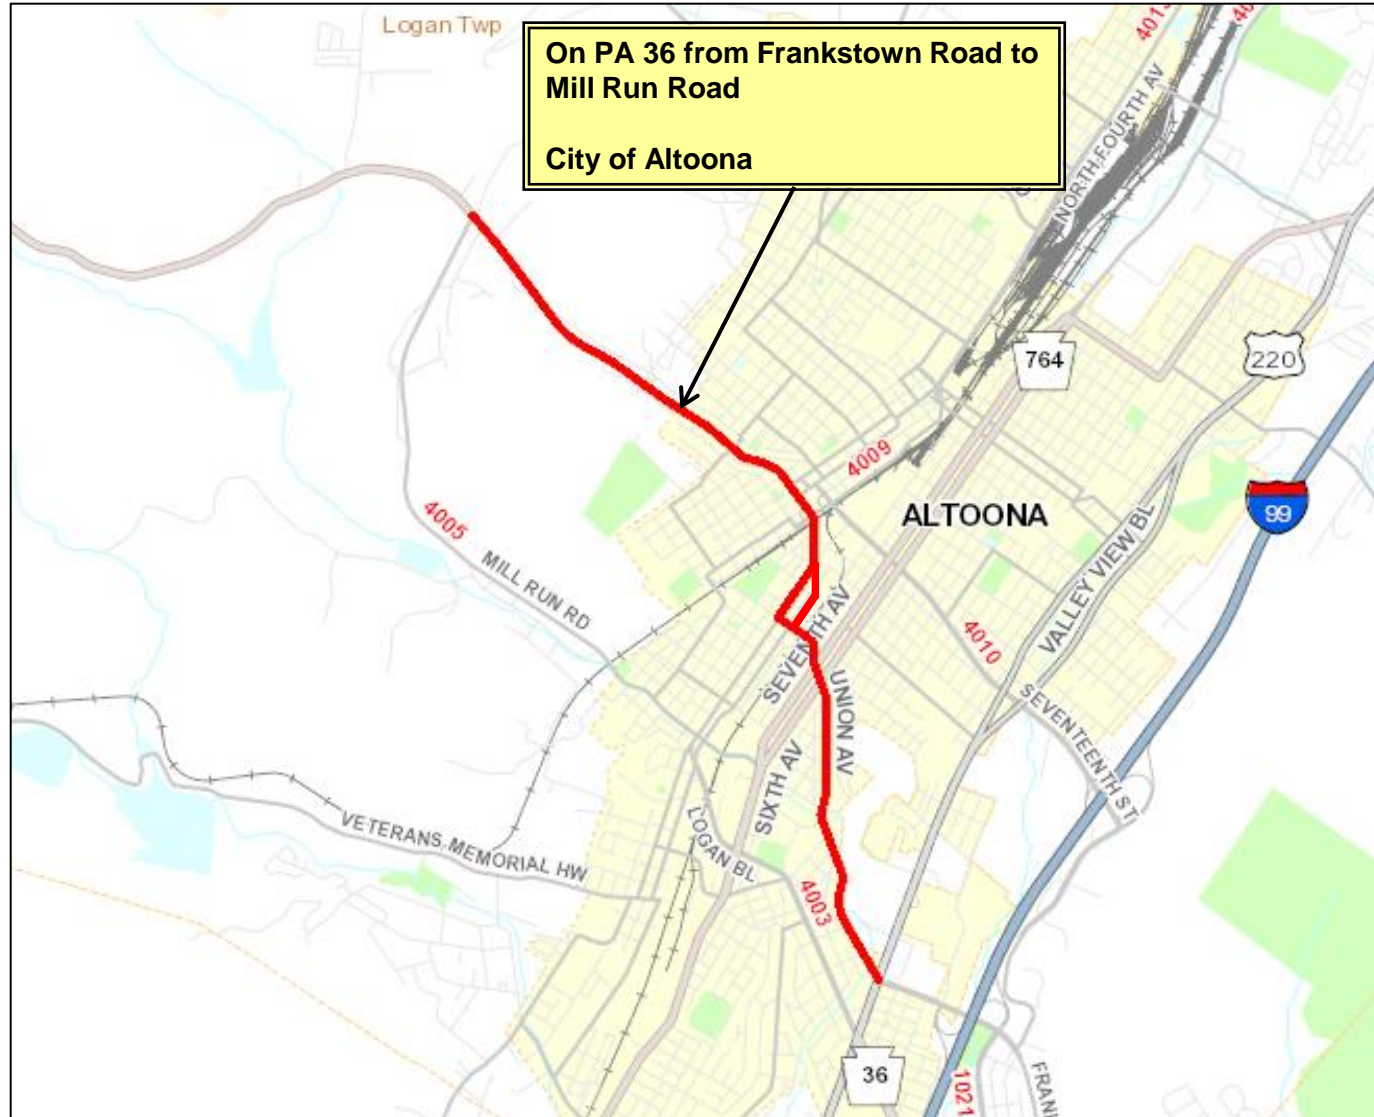 Logan Twp
On PA 36 from Frankstown Road to
Mill Run Road
City of Altoona
4013
NORTH FOURTH AV
764
220
4009
ALTOONA
99
4005
MILL RUN RD
VALLEY VIEW BL
SEVENTH AV
4010
UNION AV
SEVENTEENTH ST
SIXTH AV
LOGAN BL
VETERANS MEMORIAL HW
4003
36
1021